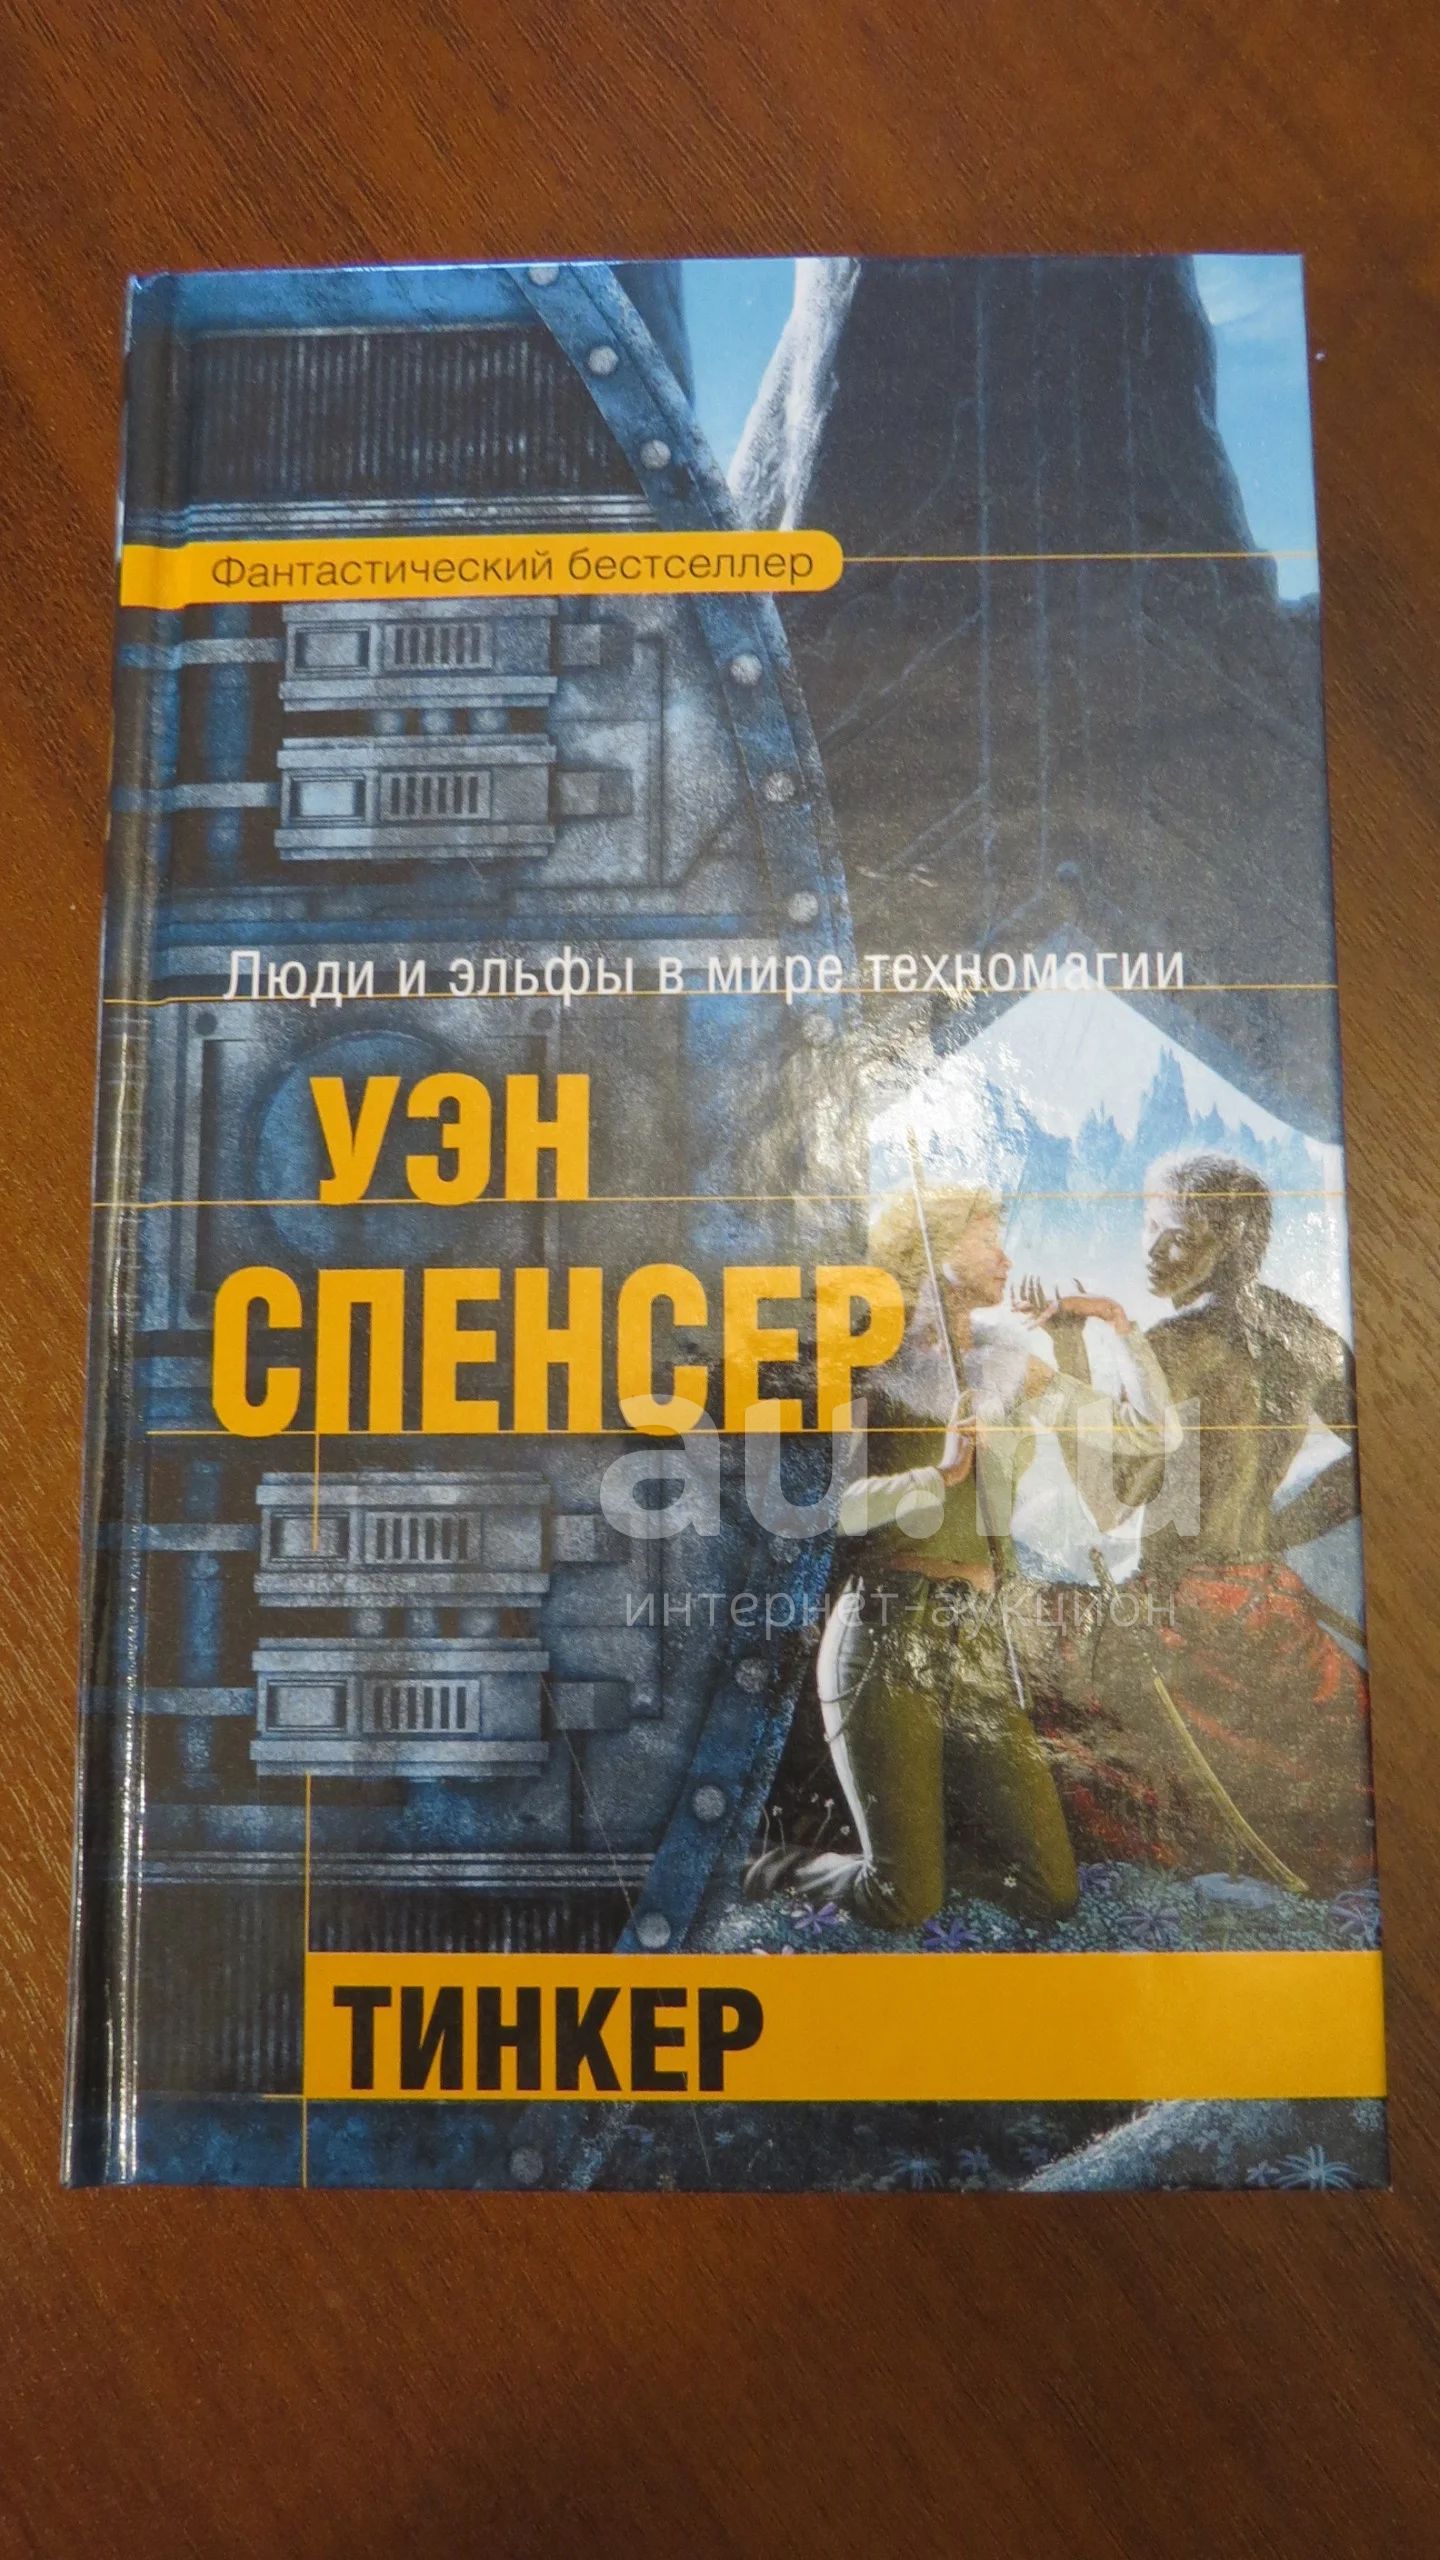 Фантастический бестселлер
Люди и эльфы в мире техномагии
УЭН
СПЕНСЕР
au.ru
интернет-аукцион
ТИНКЕР